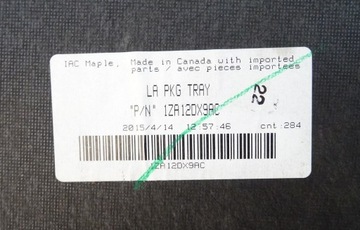 IAC Maple, Made in Canada with imported
parts / avec pieces importees
LA PKG TRAY
"P/N" 1ZA12DX9AC
22
2015/4/14 12:57:46 cnt:284
1ZA12DX9AC